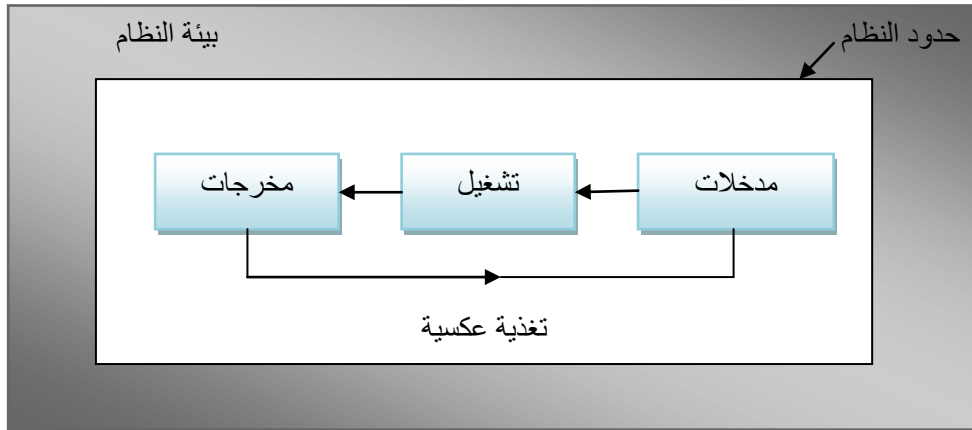 حدود النظام
بيئة النظام
مدخلات
تشغيل
مخرجات
تغذية عكسية